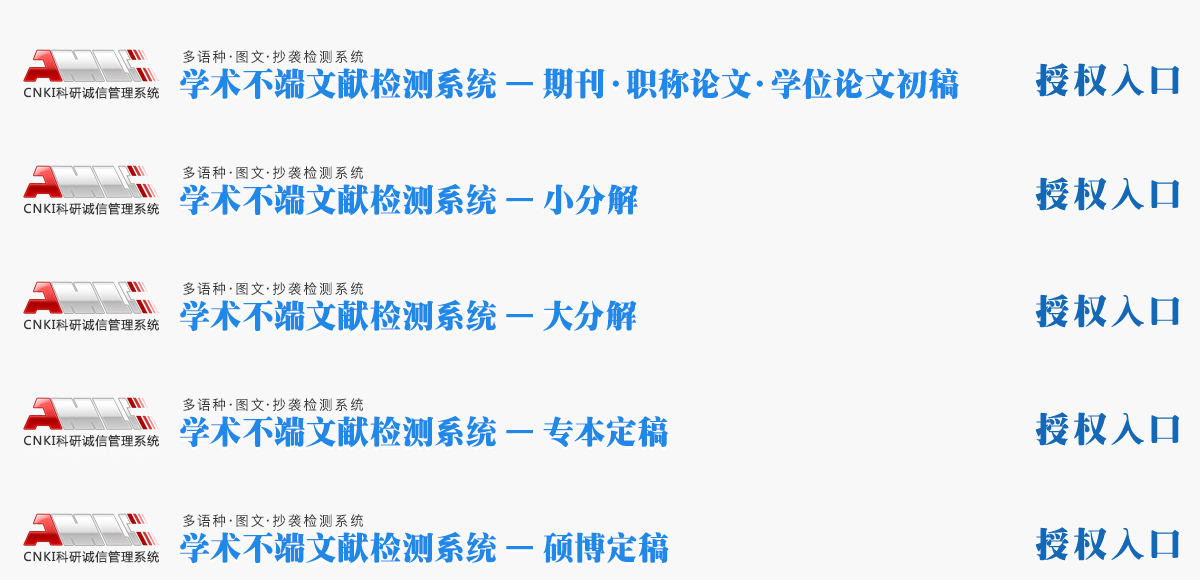 AMLC
多语种·图文·抄袭检测系统
学术不端文献检测系统 — 期刊·职称论文·学位论文初稿
授权入口
CNKI科研诚信管理系统
AMLC
多语种·图文·抄袭检测系统
学术不端文献检测系统 — 小分解
授权入口
CNKI科研诚信管理系统
AMLC
多语种·图文·抄袭检测系统
学术不端文献检测系统 — 大分解
授权入口
CNKI科研诚信管理系统
AMLC
多语种·图文·抄袭检测系统
学术不端文献检测系统 — 专本定稿
授权入口
CNKI科研诚信管理系统
AMLC
多语种·图文·抄袭检测系统
学术不端文献检测系统 — 硕博定稿
授权入口
CNKI科研诚信管理系统